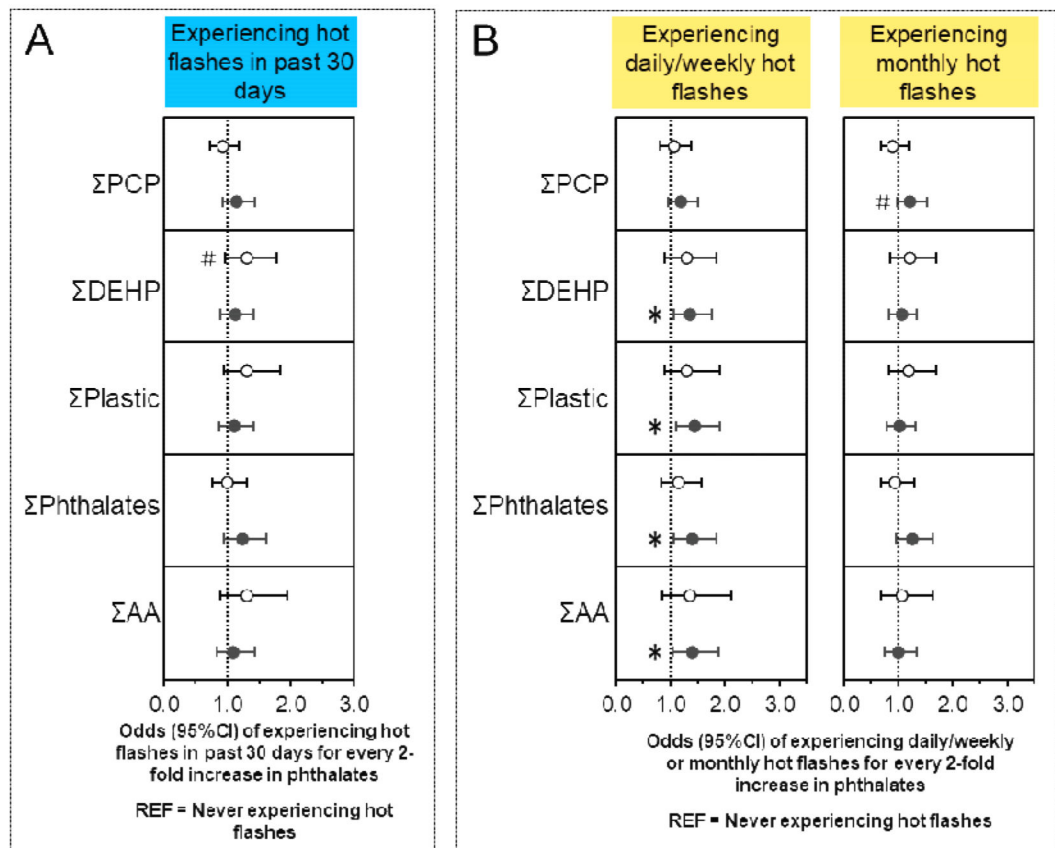 A
Experiencing hot
flashes in past 30
days
ΣPCP
#
ΣDEHP
ΣPlastic
ΣPhthalates
ΣAA
0.0 1.0 2.0 3.0
Odds (95%CI) of experiencing hot
flashes in past 30 days for every 2-
fold increase in phthalates
REF = Never experiencing hot
flashes
B
Experiencing
daily/weekly hot
flashes
Experiencing
monthly hot
flashes
ΣPCP
#
ΣDEHP
*
ΣPlastic
*
ΣPhthalates
*
ΣAA
*
0.0 1.0 2.0 3.0
0.0 1.0 2.0 3.0
Odds (95%CI) of experiencing daily/weekly
or monthly hot flashes for every 2-fold
increase in phthalates
REF = Never experiencing hot flashes